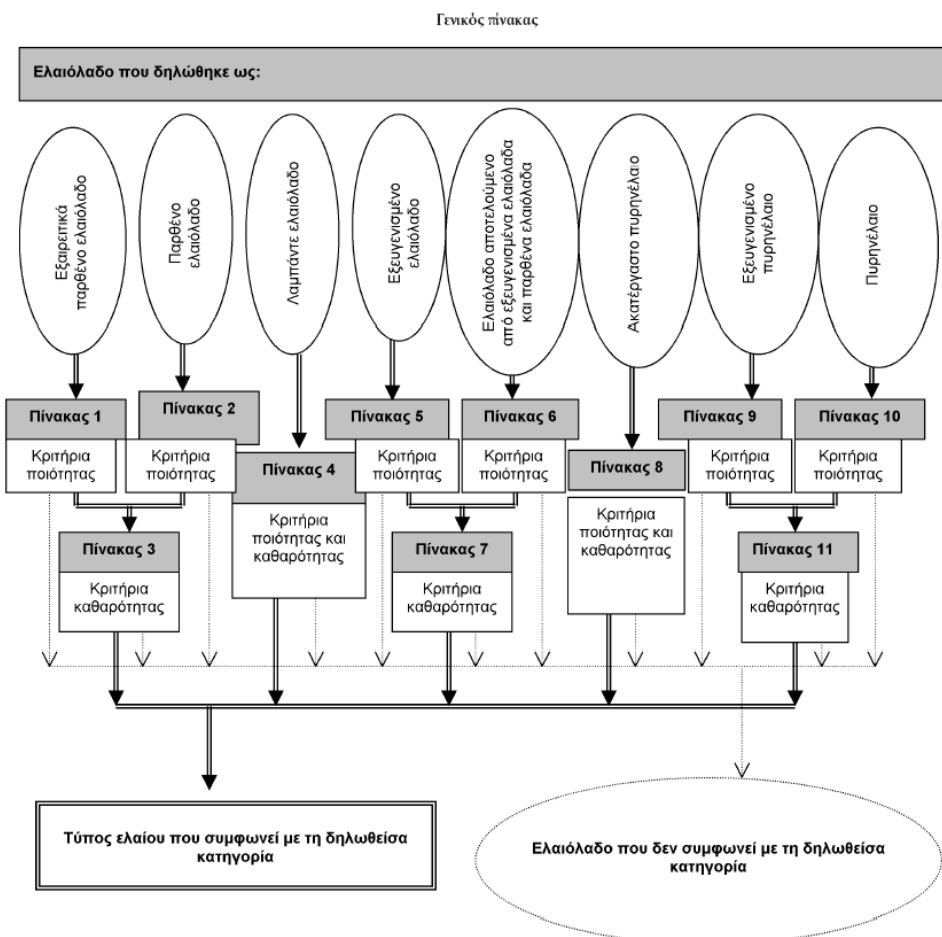 Γενικός πίνακας
Ελαιόλαδο που δηλώθηκε ως:
Εξαιρετικά
παρθένο ελαιόλαδο
Παρθένο
ελαιόλαδο
Λαμπάντε ελαιόλαδο
Εξευγενισμένο
ελαιόλαδο
Ελαιόλαδο αποτελούμενο
από εξευγενισμένα ελαιόλαδα
και παρθένα ελαιόλαδα
Ακατέργαστο πυρηνέλαιο
Εξευγενισμένο
πυρηνέλαιο
Πυρηνέλαιο
Πίνακας 1
Κριτήρια
ποιότητας
Πίνακας 2
Κριτήρια
ποιότητας
Πίνακας 4
Κριτήρια
ποιότητας και
καθαρότητας
Πίνακας 5
Κριτήρια
ποιότητας
Πίνακας 6
Κριτήρια
ποιότητας
Πίνακας 8
Κριτήρια
ποιότητας και
καθαρότητας
Πίνακας 9
Κριτήρια
ποιότητας
Πίνακας 10
Κριτήρια
ποιότητας
Πίνακας 3
Κριτήρια
καθαρότητας
Πίνακας 7
Κριτήρια
καθαρότητας
Πίνακας 11
Κριτήρια
καθαρότητας
Τύπος ελαίου που συμφωνεί με τη δηλωθείσα
κατηγορία
Ελαιόλαδο που δεν συμφωνεί με τη δηλωθείσα
κατηγορία